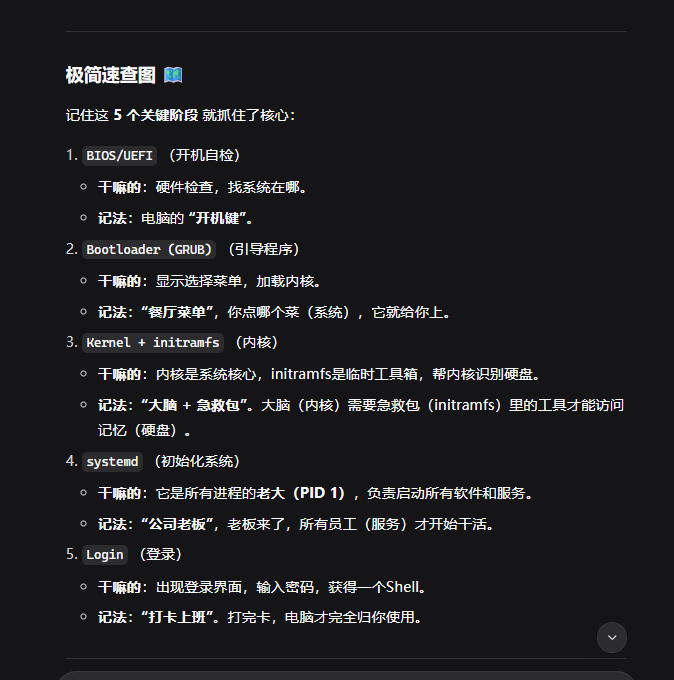 极简速查图 🗺️
记住这 5 个关键阶段 就抓住了核心：
1. BIOS/UEFI （开机自检）
干嘛的：硬件检查，找系统在哪。
记法：电脑的 “开机键”。
2. Bootloader (GRUB) （引导程序）
干嘛的：显示选择菜单，加载内核。
记法：“餐厅菜单”，你点哪个菜（系统），它就给你上。
3. Kernel + initramfs （内核）
干嘛的：内核是系统核心，initramfs是临时工具箱，帮内核识别硬盘。
记法：“大脑 + 急救包”。大脑（内核）需要急救包（initramfs）里的工具才能访问
记忆（硬盘）。
4. systemd （初始化系统）
干嘛的：它是所有进程的老大（PID 1），负责启动所有软件和服务。
记法：“公司老板”，老板来了，所有员工（服务）才开始干活。
5. Login （登录）
干嘛的：出现登录界面，输入密码，获得一个Shell。
记法：“打卡上班”。打完卡，电脑才完全归你使用。